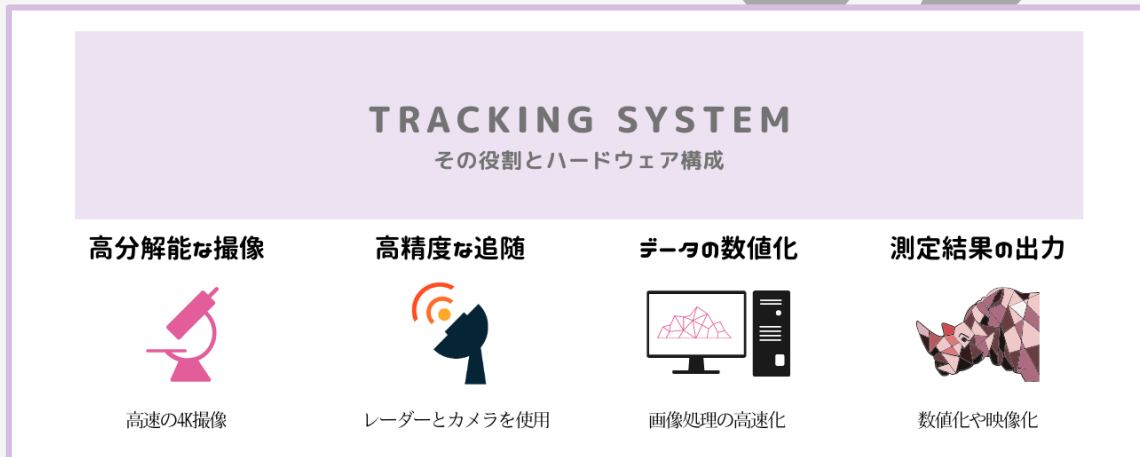 TRACKING SYSTEM
その役割とハードウェア構成
高分解能な撮像
高精度な追随
データの数値化
測定結果の出力
高速の4K撮像
レーダーとカメラを使用
画像処理の高速化
数値化や映像化